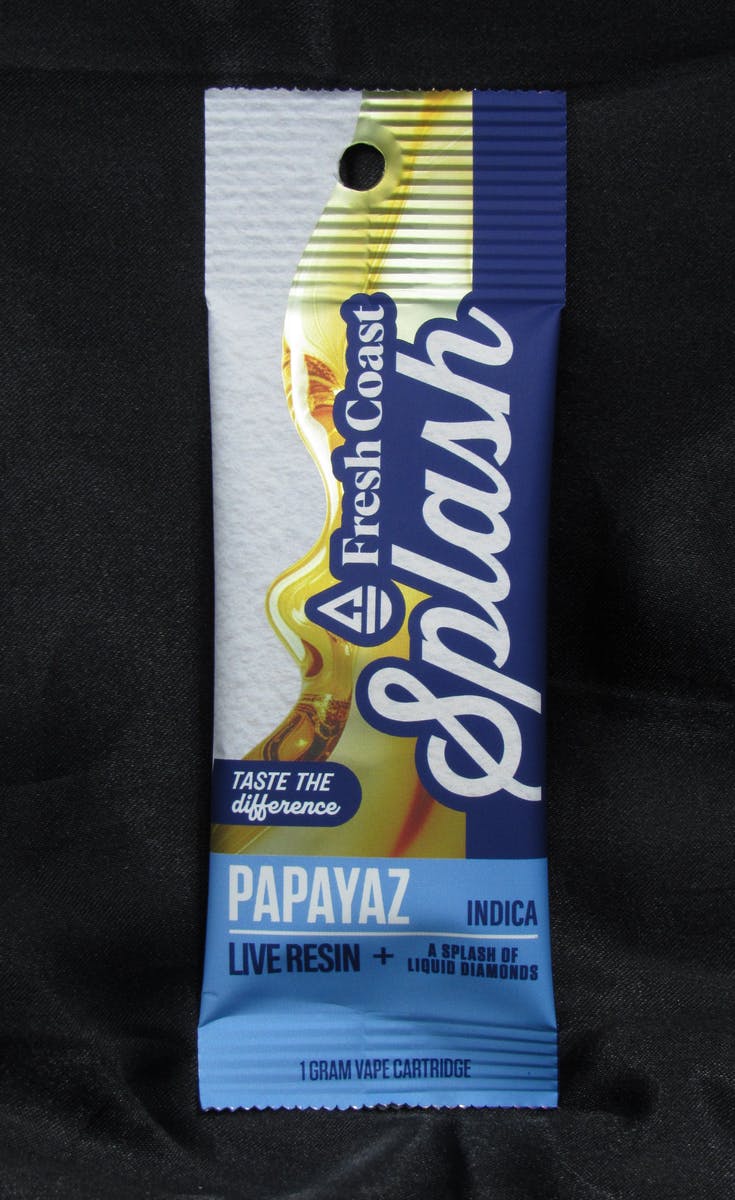 Fresh Coast
Splash
TASTE THE
difference
PAPAYAZ
INDICA
LIVE RESIN + A SPLASH OF
LIQUID DIAMONDS
1 GRAM VAPE CARTRIDGE